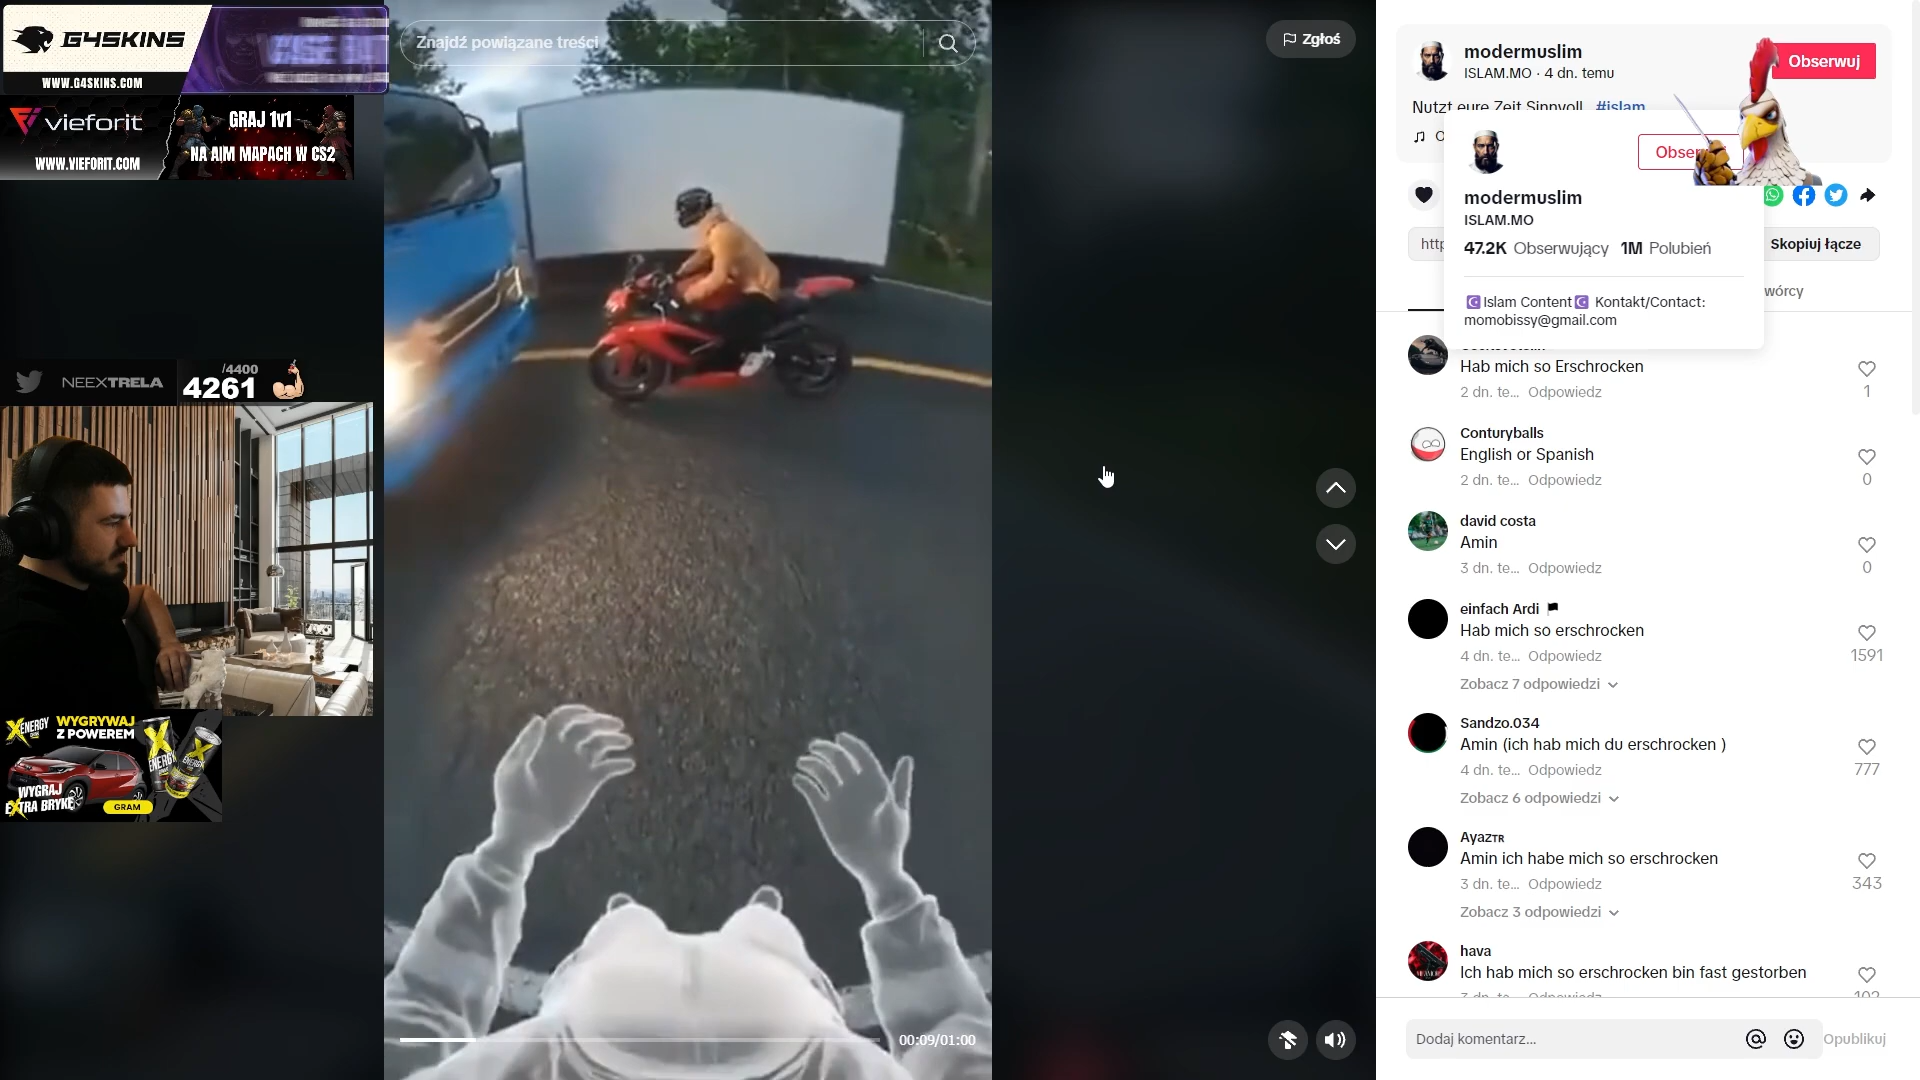 G4SKINS
WWW.G4SKINS.COM
vieforit
WWW.VIEFORIT.COM
GRAJ 1v1
NA AIM MAPACH W CS2
NEEXTRELA
/4400
4261
XENERGY
WYGRYWAJ
Z POWEREM
WYGRAJ
EXTRA BRYKĘ
GRAM
X
ENERGY
Znajdź powiązane treści
Zgłoś
00:09/01:00
modermuslim
ISLAM.MO · 4 dn. temu
Obserwuj
Nutzt eure Zeit Sinnvoll #islam
modermuslim
ISLAM.MO
47.2K Obserwujący 1M Polubień
☪Islam Content☪ Kontakt/Contact:
momobissy@gmail.com
Skopiuj łącze
Hab mich so Erschrocken
2 dn. te... Odpowiedz
1
Conturyballs
English or Spanish
2 dn. te... Odpowiedz
0
david costa
Amin
3 dn. te... Odpowiedz
0
einfach Ardi 🏴
Hab mich so erschrocken
4 dn. te... Odpowiedz
1591
Zobacz 7 odpowiedzi
Sandzo.034
Amin (ich hab mich du erschrocken )
4 dn. te... Odpowiedz
777
Zobacz 6 odpowiedzi
Ayazᴛʀ
Amin ich habe mich so erschrocken
3 dn. te... Odpowiedz
343
Zobacz 3 odpowiedzi
hava
Ich hab mich so erschrocken bin fast gestorben
Dodaj komentarz...
Opublikuj